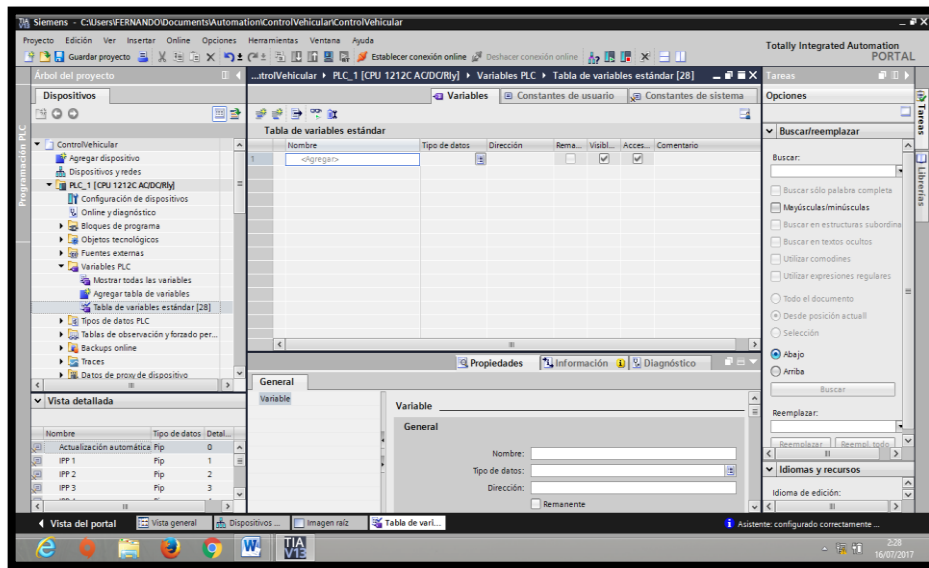 Siemens - C:\Users\FERNANDO\Documents\Automation\ControlVehicular\ControlVehicular
Proyecto Edición Ver Insertar Online Opciones Herramientas Ventana Ayuda
Totally Integrated Automation
PORTAL
Guardar proyecto Establecer conexión online Deshacer conexión online
Árbol del proyecto
...trolVehicular PLC_1 [CPU 1212C AC/DC/Rly] Variables PLC Tabla de variables estándar [28]
Tareas
Dispositivos
Variables Constantes de usuario Constantes de sistema
Opciones
Programación PLC
Tabla de variables estándar
Nombre Tipo de datos Dirección Rema... Visibl... Acces... Comentario
1 <Agregar>
ControlVehicular
Agregar dispositivo
Dispositivos y redes
PLC_1 [CPU 1212C AC/DC/Rly]
Configuración de dispositivos
Online y diagnóstico
Bloques de programa
Objetos tecnológicos
Fuentes externas
Variables PLC
Mostrar todas las variables
Agregar tabla de variables
Tabla de variables estándar [28]
Tipos de datos PLC
Tablas de observación y forzado per...
Backups online
Traces
Datos de proxy de dispositivo
Buscar/reemplazar
Buscar:
Buscar sólo palabra completa
Mayúsculas/minúsculas
Buscar en estructuras subordina
Buscar en textos ocultos
Utilizar comodines
Utilizar expresiones regulares
Todo el documento
Desde posición actuall
Selección
Abajo
Arriba
Buscar
Reemplazar:
Reemplazar Reempl. todo
Idiomas y recursos
Idioma de edición:
Tareas
Librerías
Propiedades Información Diagnóstico
General
Variable
Variable
General
Nombre:
Tipo de datos:
Dirección:
Remanente
Vista detallada
Nombre Tipo de datos Detal...
Actualización automática Pip 0
IPP 1 Pip 1
IPP 2 Pip 2
IPP 3 Pip 3
Vista del portal Vista general Dispositivos ... Imagen raíz Tabla de vari...
Asistente: configurado correctamente ...
TIA
V13
2:28
16/07/2017